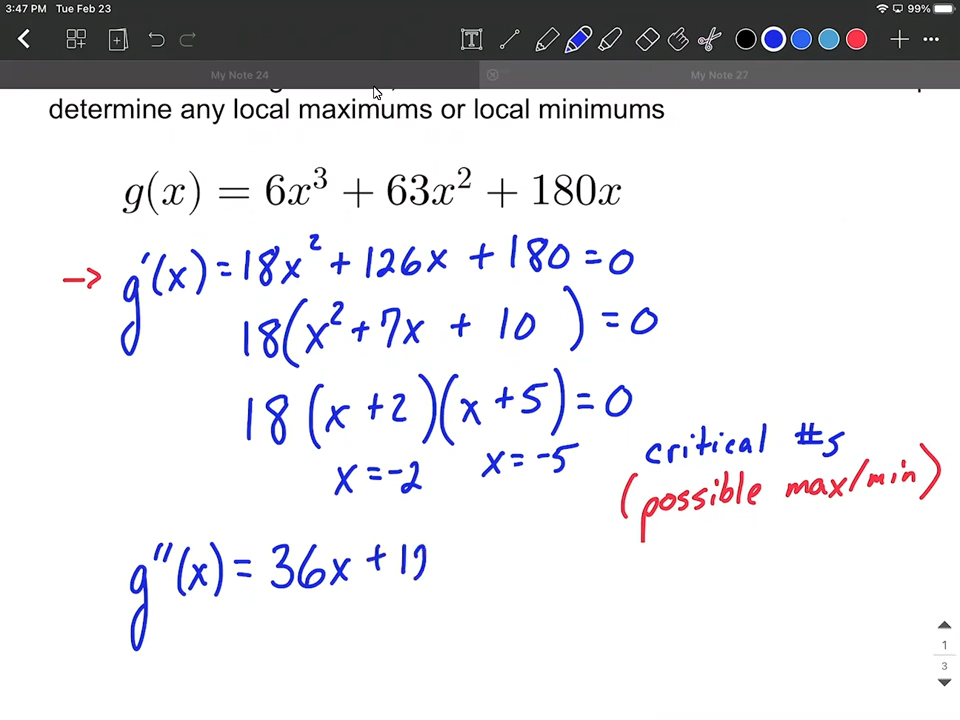 3:47 PM Tue Feb 23
99%
My Note 24
My Note 27
determine any local maximums or local minimums
g(x) = 6x³ + 63x² + 180x
→ g'(x) = 18x² + 126x + 180 = 0
18(x² + 7x + 10) = 0
18(x + 2)(x + 5) = 0
x = -2 x = -5
critical #s
(possible max/min)
g''(x) = 36x + 
1
3